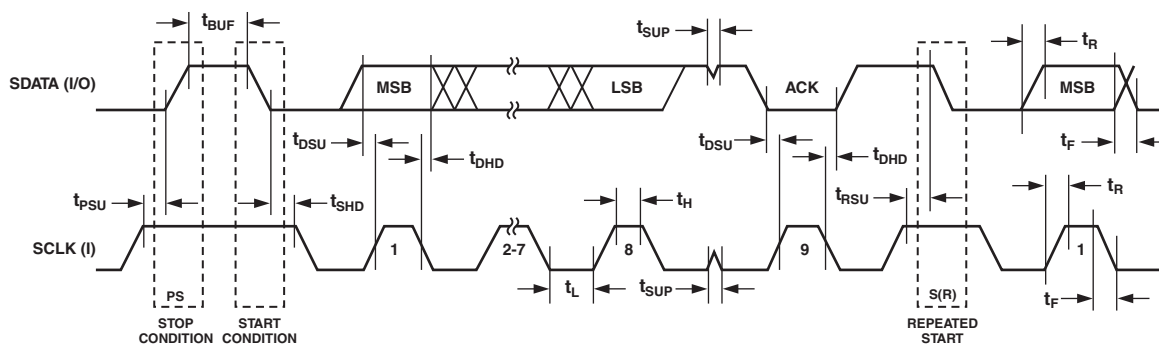 tBUF
tSUP
tR
SDATA (I/O)
MSB
LSB
ACK
MSB
tDSU
tDHD
tDSU
tDHD
tF
tPSU
tSHD
tH
tRSU
tR
SCLK (I)
1
2-7
8
9
1
PS
tL
tSUP
S(R)
tF
STOP
CONDITION
START
CONDITION
REPEATED
START